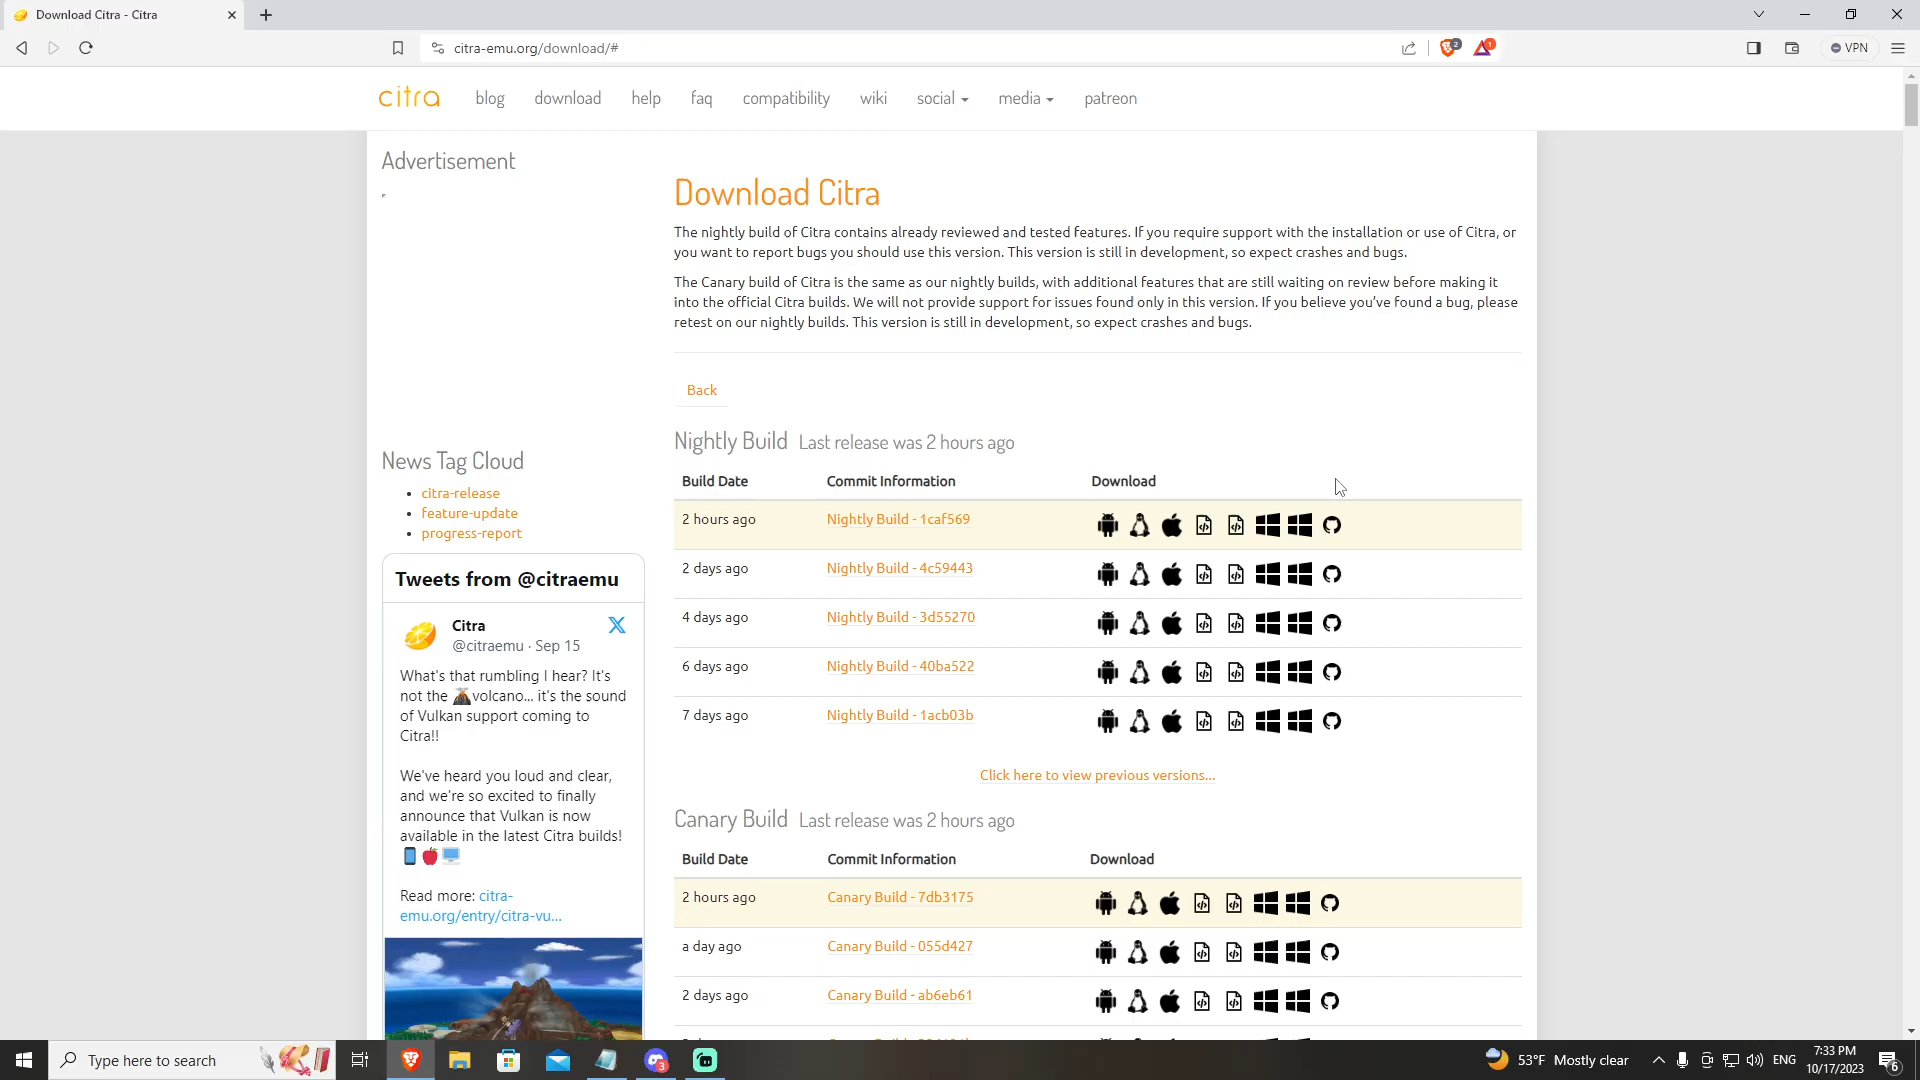 Download Citra - Citra
citra-emu.org/download/#
2
1
VPN
citra
blog
download
help
faq
compatibility
wiki
social
media
patreon
Advertisement
Download Citra
The nightly build of Citra contains already reviewed and tested features. If you require support with the installation or use of Citra, or
you want to report bugs you should use this version. This version is still in development, so expect crashes and bugs.
The Canary build of Citra is the same as our nightly builds, with additional features that are still waiting on review before making it
into the official Citra builds. We will not provide support for issues found only in this version. If you believe you’ve found a bug, please
retest on our nightly builds. This version is still in development, so expect crashes and bugs.
Back
Nightly Build Last release was 2 hours ago
Build Date Commit Information Download
2 hours ago Nightly Build - 1caf569
2 days ago Nightly Build - 4c59443
4 days ago Nightly Build - 3d55270
6 days ago Nightly Build - 40ba522
7 days ago Nightly Build - 1acb03b
Click here to view previous versions...
Canary Build Last release was 2 hours ago
Build Date Commit Information Download
2 hours ago Canary Build - 7db3175
a day ago Canary Build - 055d427
2 days ago Canary Build - ab6eb61
News Tag Cloud
citra-release
feature-update
progress-report
Tweets from @citraemu
Citra
@citraemu · Sep 15
What's that rumbling I hear? It's
not the 🌋volcano... it's the sound
of Vulkan support coming to
Citra!!
We've heard you loud and clear,
and we're so excited to finally
announce that Vulkan is now
available in the latest Citra builds!
📱🍎🖥️
Read more: citra-
emu.org/entry/citra-vu...
Type here to search
3
53°F Mostly clear
ENG
7:33 PM
10/17/2023
6